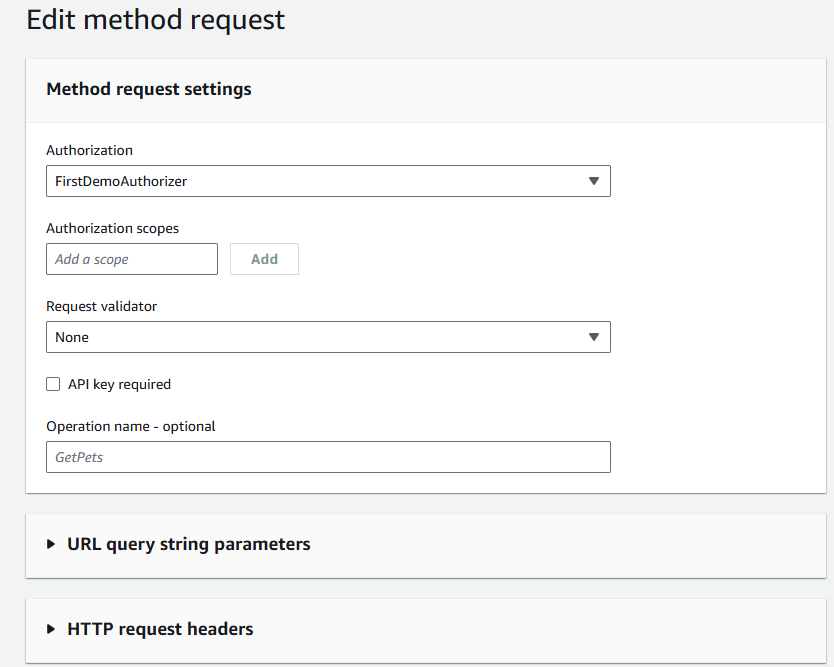 Edit method request
Method request settings
Authorization
FirstDemoAuthorizer
Authorization scopes
Add a scope
Add
Request validator
None
API key required
Operation name - optional
GetPets
URL query string parameters
HTTP request headers